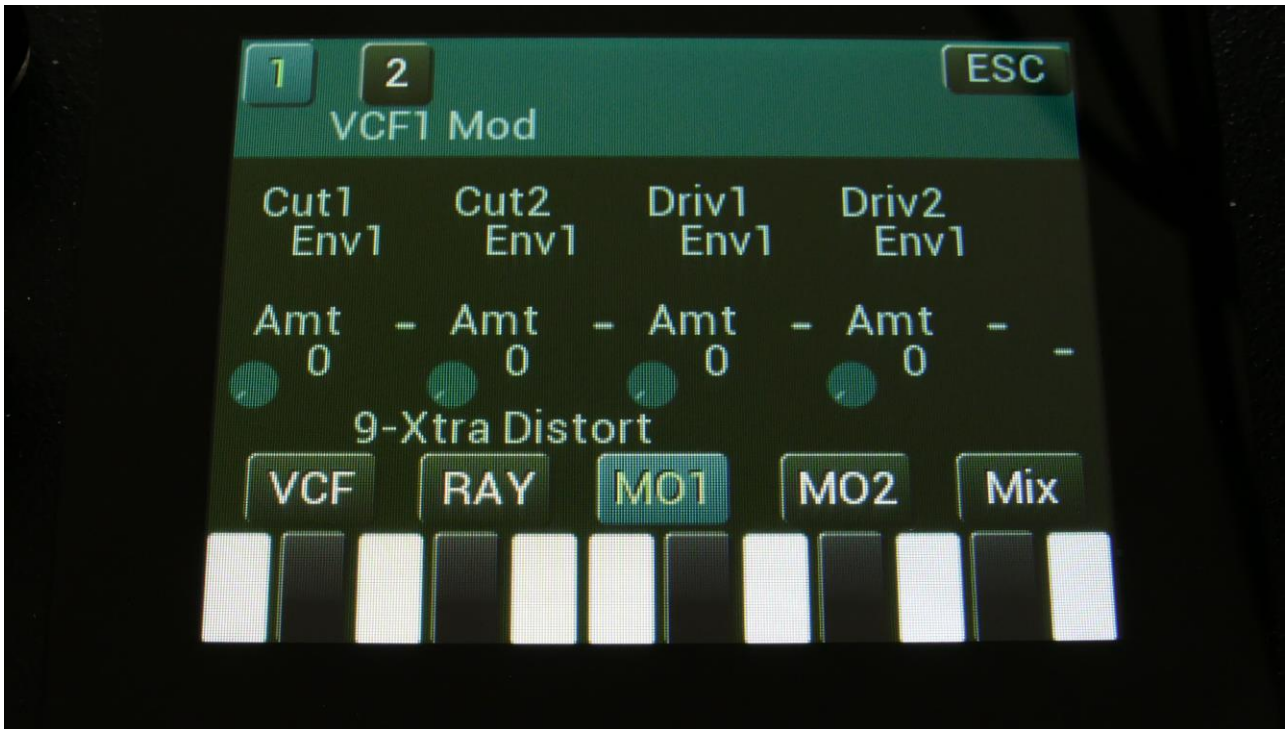 1 2 ESC
VCF1 Mod
Cut1 Cut2 Driv1 Driv2
Env1 Env1 Env1 Env1
Amt - Amt - Amt - Amt -
0 0 0 0 -
9-Xtra Distort
VCF RAY MO1 MO2 Mix